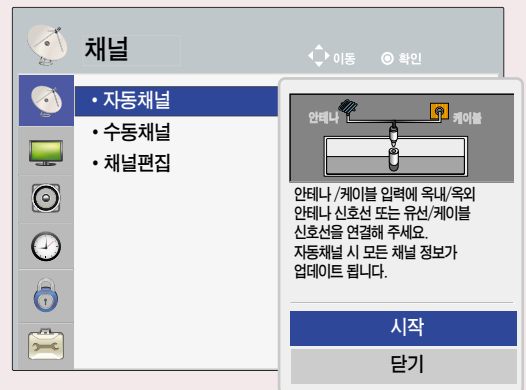 채널
이동 확인
• 자동채널
• 수동채널
• 채널편집
안테나 케이블
안테나 /케이블 입력에 옥내/옥외
안테나 신호선 또는 유선/케이블
신호선을 연결해 주세요.
자동채널 시 모든 채널 정보가
업데이트 됩니다.
시작
닫기